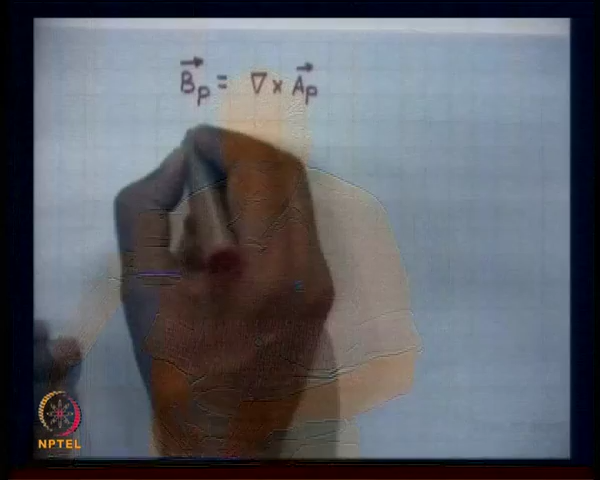 B⃗ₚ = ∇ × A⃗ₚ
NPTEL